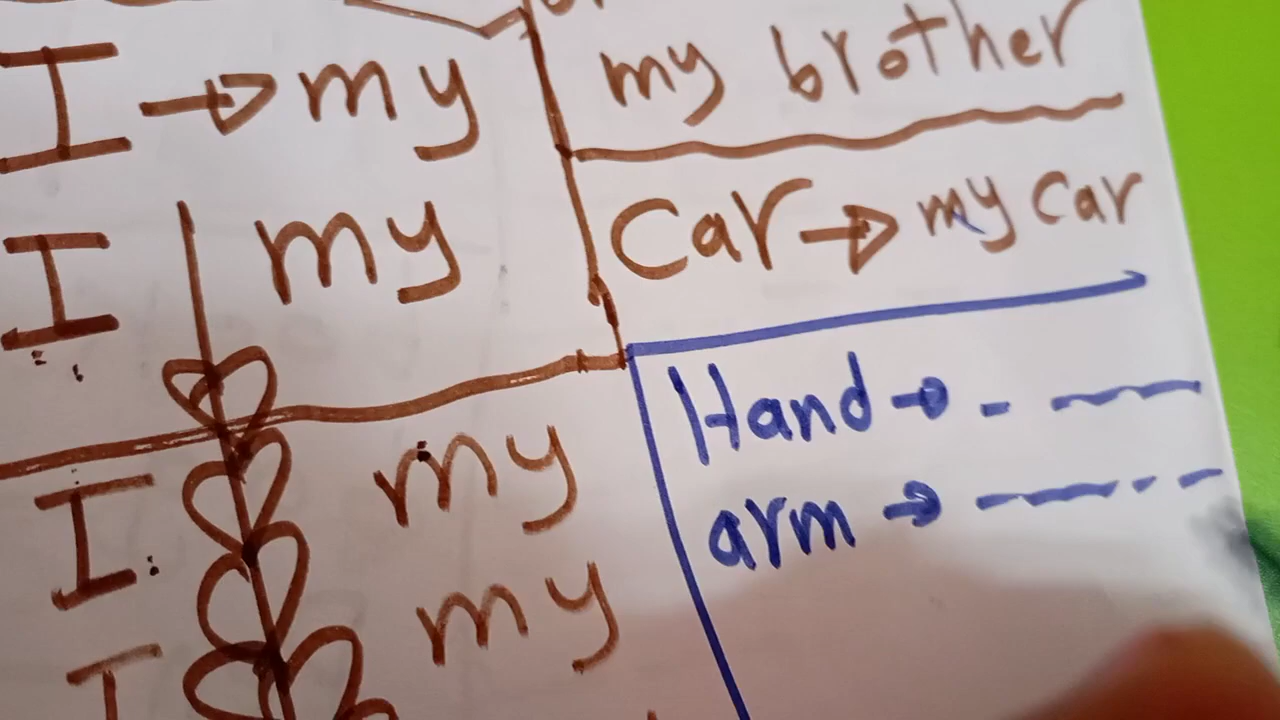 I → my
I my
I my
I my
my brother
Car → my car
Hand →
arm →